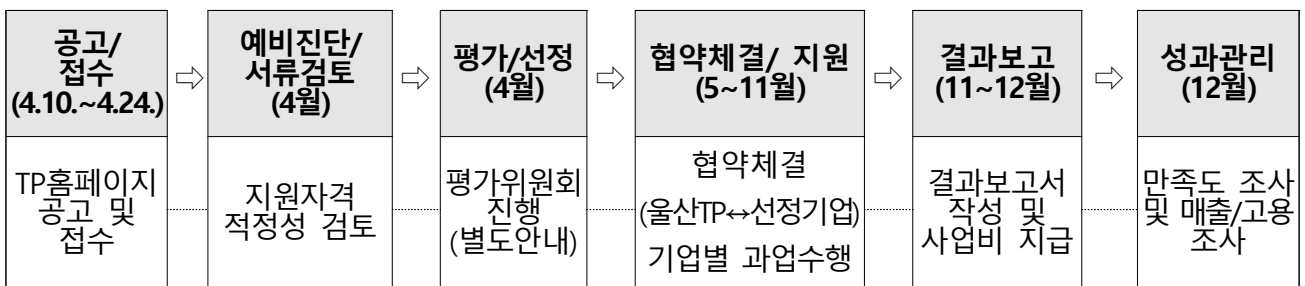 공고/
접수
(4.10.~4.24.)
⇨
예비진단/
서류검토
(4월)
⇨
평가/선정
(4월)
⇨
협약체결/ 지원
(5~11월)
⇨
결과보고
(11~12월)
⇨
성과관리
(12월)
TP홈페이지
공고 및
접수
지원자격
적정성 검토
평가위원회
진행
(별도안내)
협약체결
(울산TP↔선정기업)
기업별 과업수행
결과보고서
작성 및
사업비 지급
만족도 조사
및 매출/고용
조사